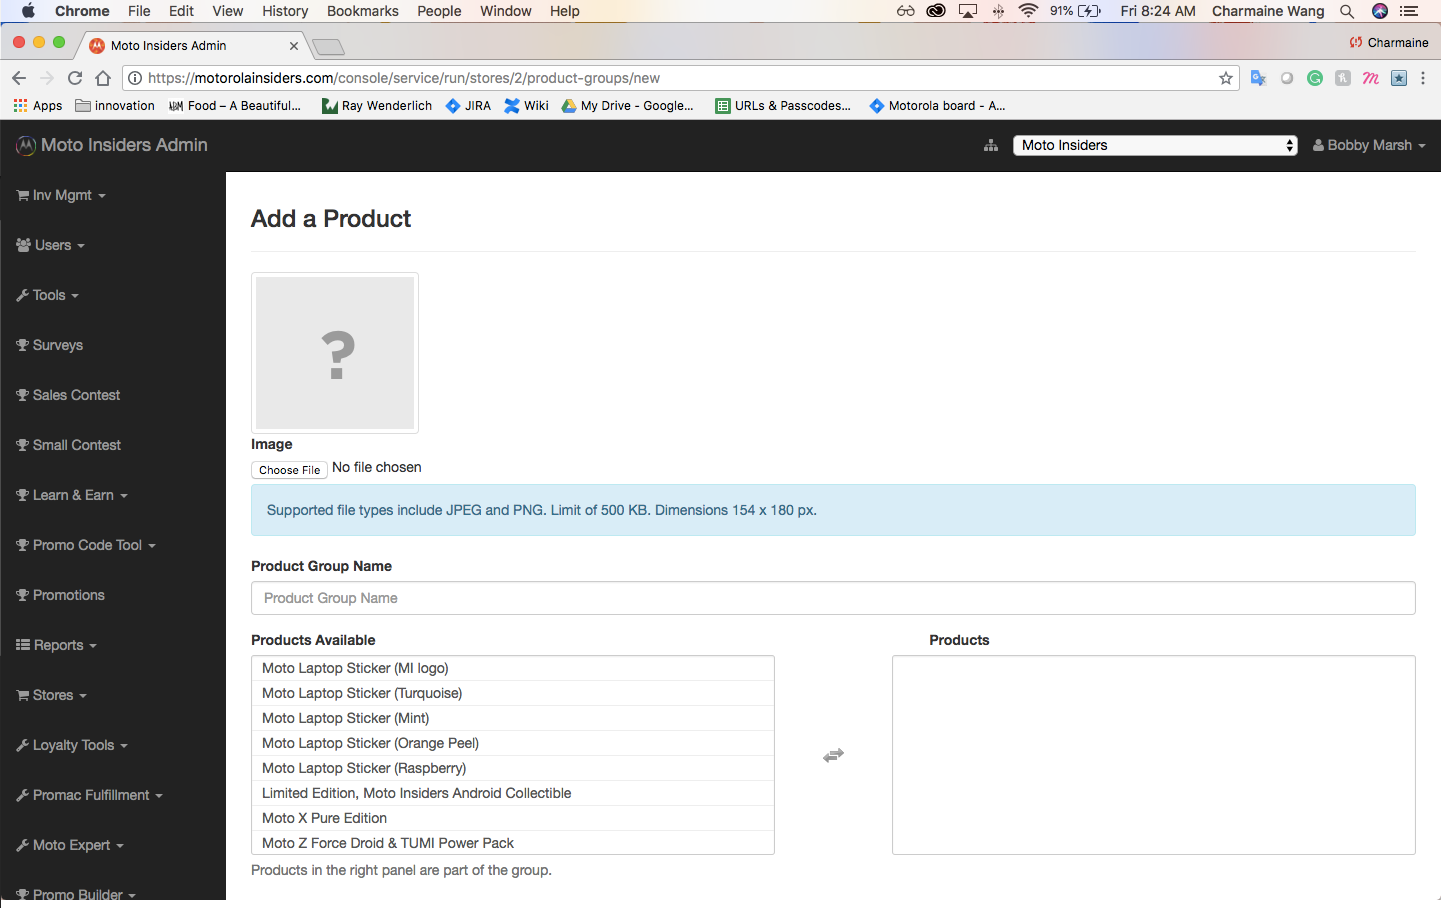 Chrome File Edit View History Bookmarks People Window Help 91% Fri 8:24 AM Charmaine Wang
Moto Insiders Admin Charmaine
https://motorolainsiders.com/console/service/run/stores/2/product-groups/new
Apps innovation ABM Food – A Beautiful... Ray Wenderlich JIRA Wiki My Drive - Google... URLs & Passcodes... Motorola board - A...
Moto Insiders Admin Moto Insiders Bobby Marsh
Inv Mgmt
Users
Tools
Surveys
Sales Contest
Small Contest
Learn & Earn
Promo Code Tool
Promotions
Reports
Stores
Loyalty Tools
Promac Fulfillment
Moto Expert
Promo Builder
Add a Product
?
Image
Choose File No file chosen
Supported file types include JPEG and PNG. Limit of 500 KB. Dimensions 154 x 180 px.
Product Group Name
Product Group Name
Products Available
Moto Laptop Sticker (MI logo)
Moto Laptop Sticker (Turquoise)
Moto Laptop Sticker (Mint)
Moto Laptop Sticker (Orange Peel)
Moto Laptop Sticker (Raspberry)
Limited Edition, Moto Insiders Android Collectible
Moto X Pure Edition
Moto Z Force Droid & TUMI Power Pack
Products in the right panel are part of the group.
Products